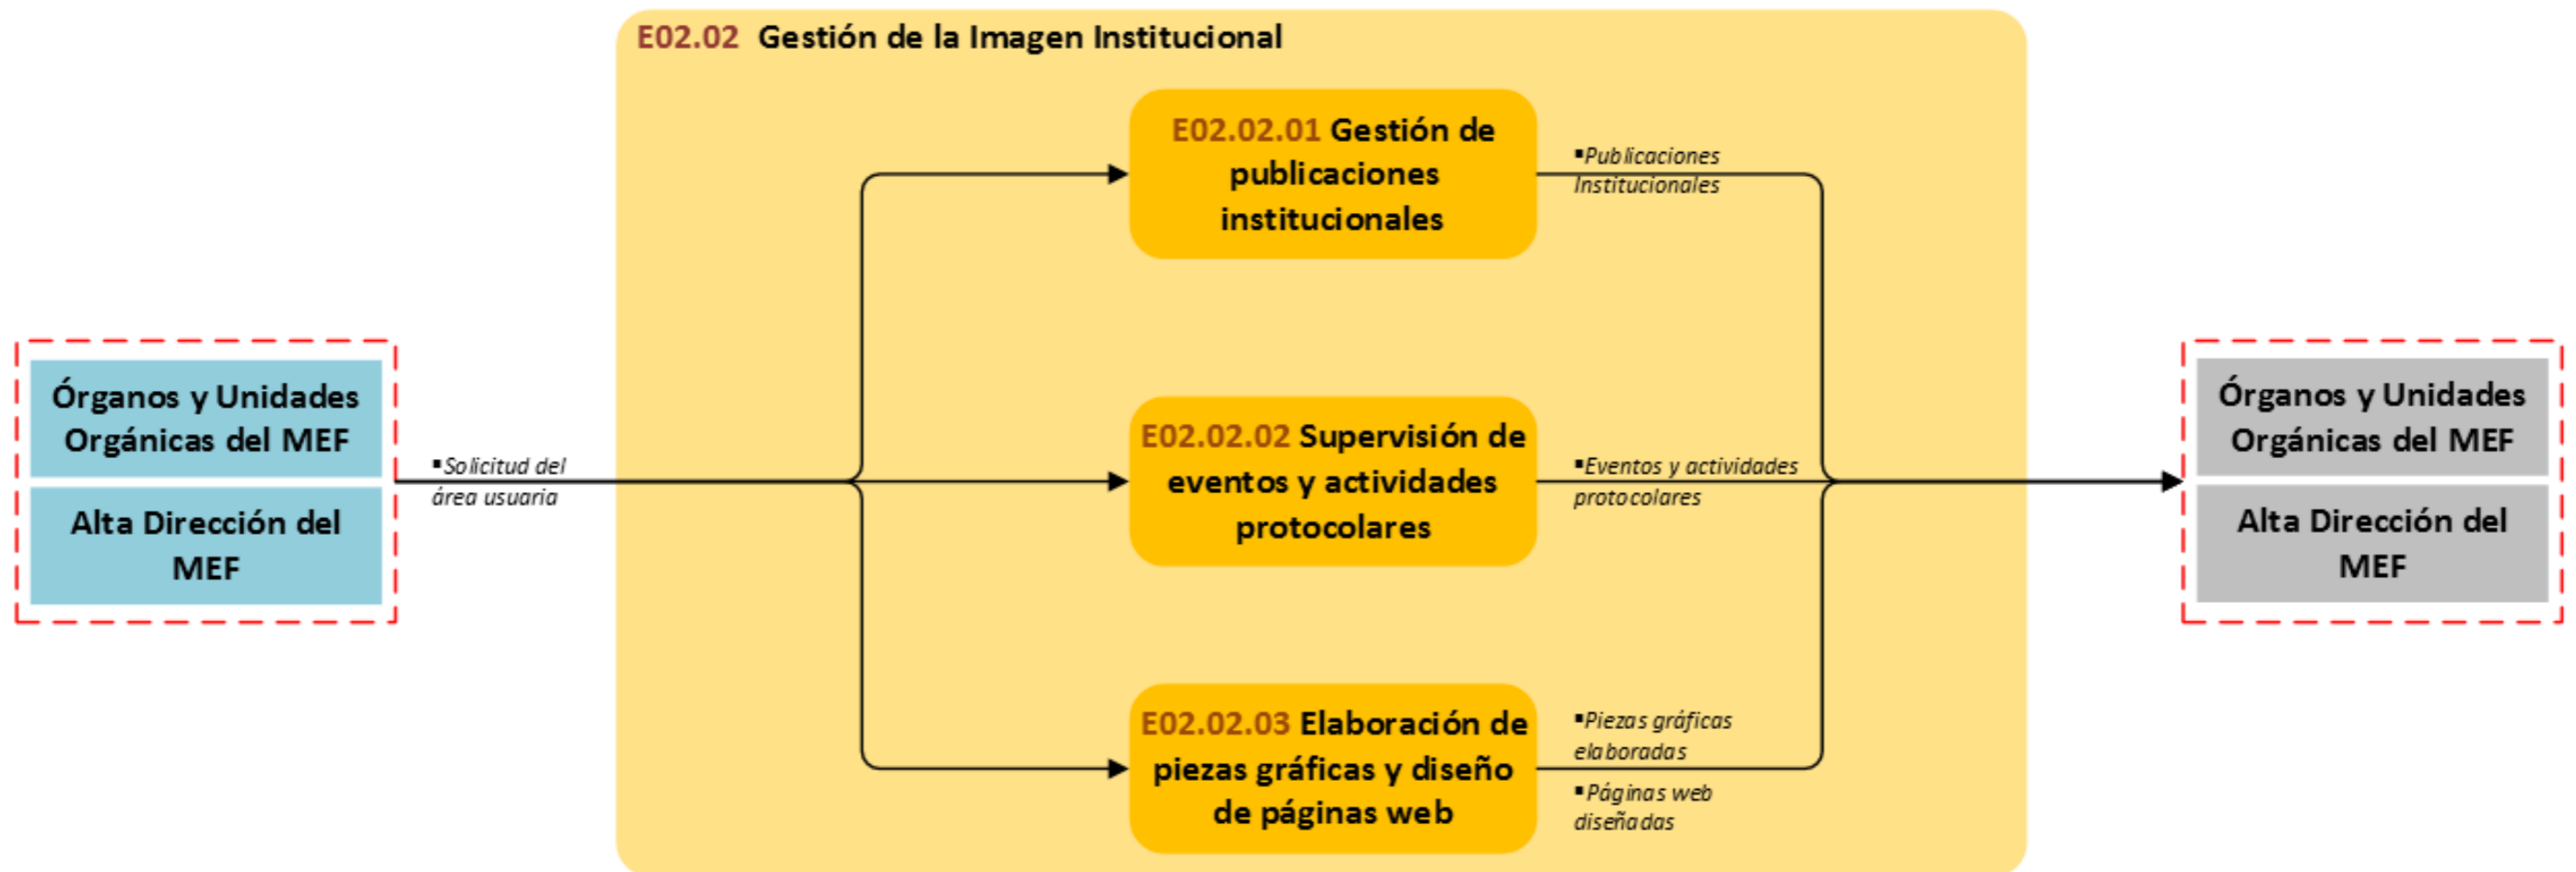 E02.02 Gestión de la Imagen Institucional
Órganos y Unidades
Orgánicas del MEF
Alta Dirección del
MEF
▪Solicitud del
área usuaria
E02.02.01 Gestión de
publicaciones
institucionales
▪Publicaciones
Institucionales
E02.02.02 Supervisión de
eventos y actividades
protocolares
▪Eventos y actividades
protocolares
E02.02.03 Elaboración de
piezas gráficas y diseño
de páginas web
▪Piezas gráficas
elaboradas
▪Páginas web
diseñadas
Órganos y Unidades
Orgánicas del MEF
Alta Dirección del
MEF